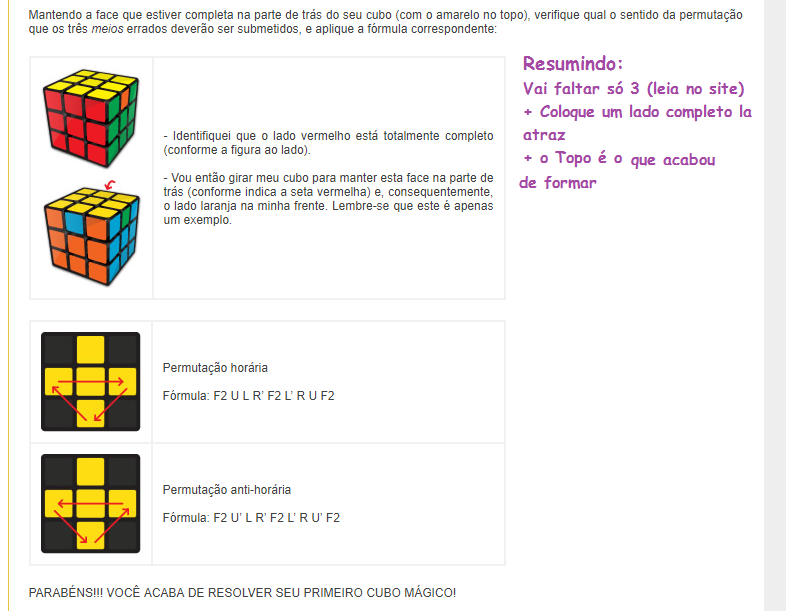 Mantendo a face que estiver completa na parte de trás do seu cubo (com o amarelo no topo), verifique qual o sentido da permutação
que os três meios errados deverão ser submetidos, e aplique a fórmula correspondente:
Resumindo:
Vai faltar só 3 (leia no site)
+ Coloque um lado completo la
atraz
+ o Topo é o que acabou
de formar
- Identifiquei que o lado vermelho está totalmente completo
(conforme a figura ao lado).
- Vou então girar meu cubo para manter esta face na parte de
trás (conforme indica a seta vermelha) e, consequentemente,
o lado laranja na minha frente. Lembre-se que este é apenas
um exemplo.
Permutação horária
Fórmula: F2 U L R’ F2 L’ R U F2
Permutação anti-horária
Fórmula: F2 U’ L R’ F2 L’ R U’ F2
PARABÉNS!!! VOCÊ ACABA DE RESOLVER SEU PRIMEIRO CUBO MÁGICO!